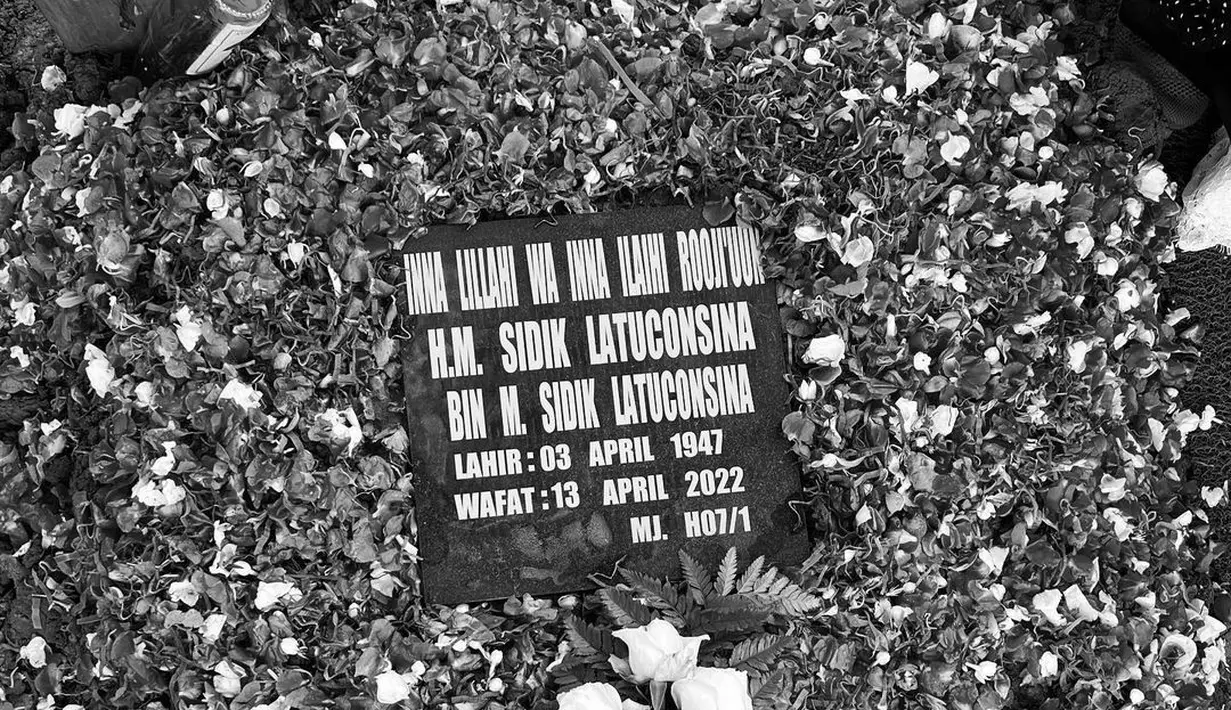 INNA LILLAHI WA INNA ILAIHI ROOJI'UUN
H.M. SIDIK LATUCONSINA
BIN M. SIDIK LATUCONSINA
LAHIR : 03 APRIL 1947
WAFAT : 13 APRIL 2022
MJ. H07/1